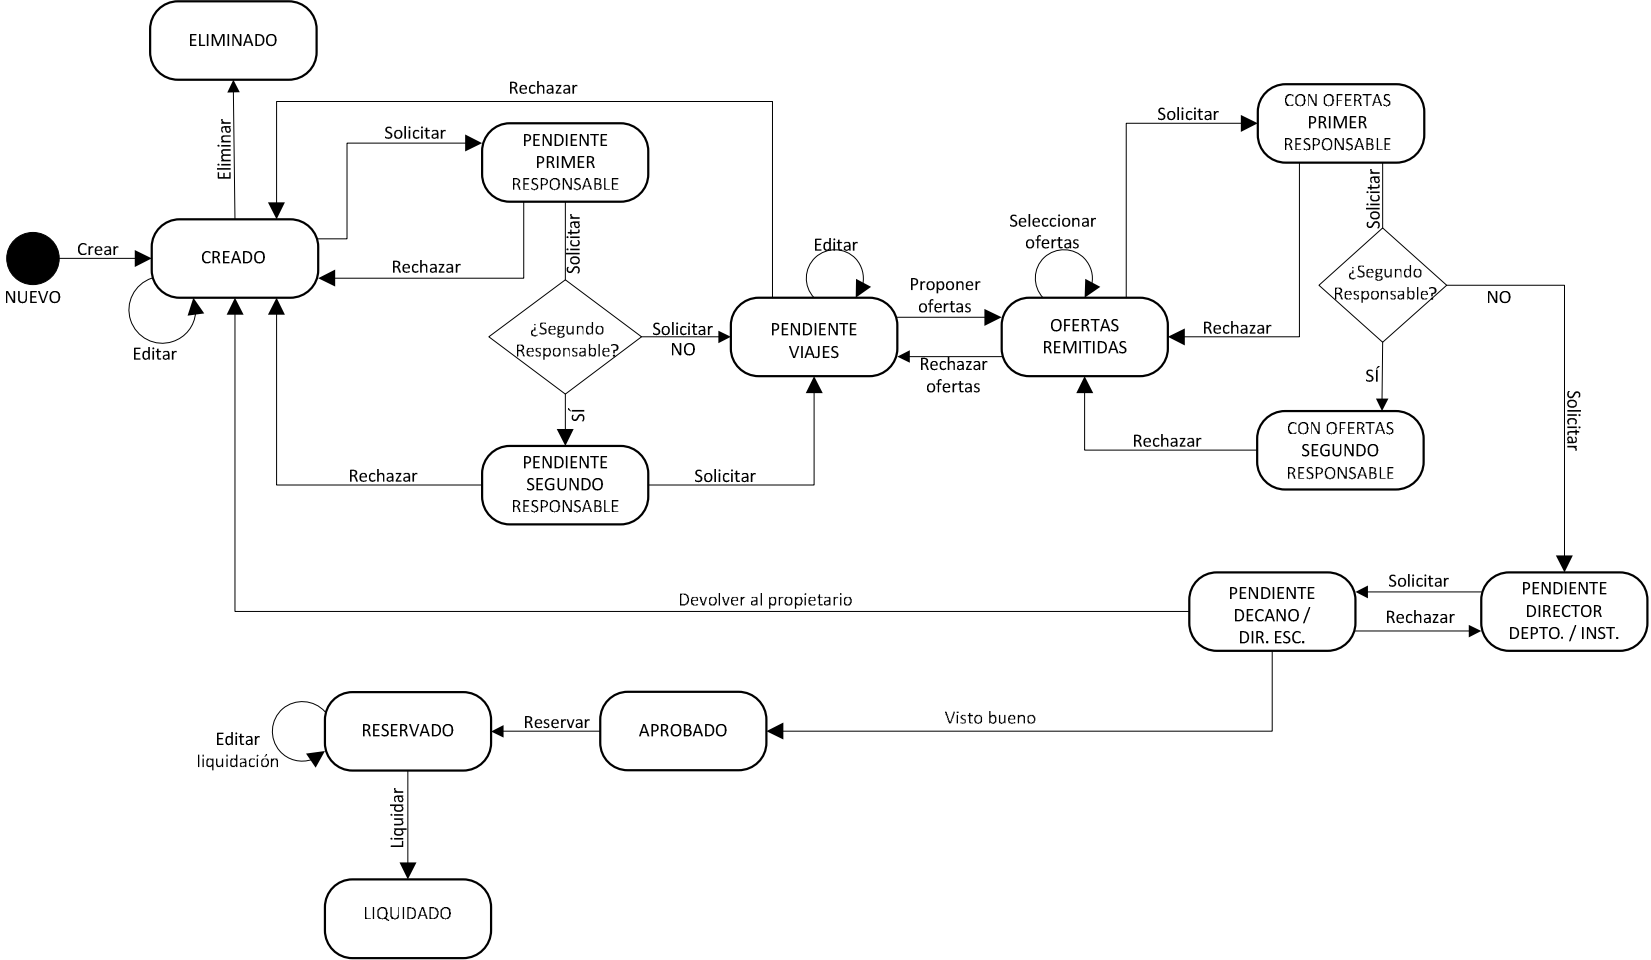 ELIMINADO
Eliminar
NUEVO
Crear
CREADO
Editar
Solicitar
Rechazar
PENDIENTE
PRIMER
RESPONSABLE
Rechazar
Solicitar
¿Segundo
Responsable?
Solicitar
NO
SÍ
PENDIENTE
SEGUNDO
RESPONSABLE
Rechazar
Solicitar
Editar
PENDIENTE
VIAJES
Proponer
ofertas
Rechazar
ofertas
Seleccionar
ofertas
OFERTAS
REMITIDAS
Solicitar
CON OFERTAS
PRIMER
RESPONSABLE
Rechazar
Solicitar
¿Segundo
Responsable?
NO
SÍ
CON OFERTAS
SEGUNDO
RESPONSABLE
Rechazar
Solicitar
PENDIENTE
DIRECTOR
DEPTO. / INST.
Solicitar
Rechazar
PENDIENTE
DECANO /
DIR. ESC.
Devolver al propietario
Visto bueno
APROBADO
Reservar
RESERVADO
Editar
liquidación
Liquidar
LIQUIDADO